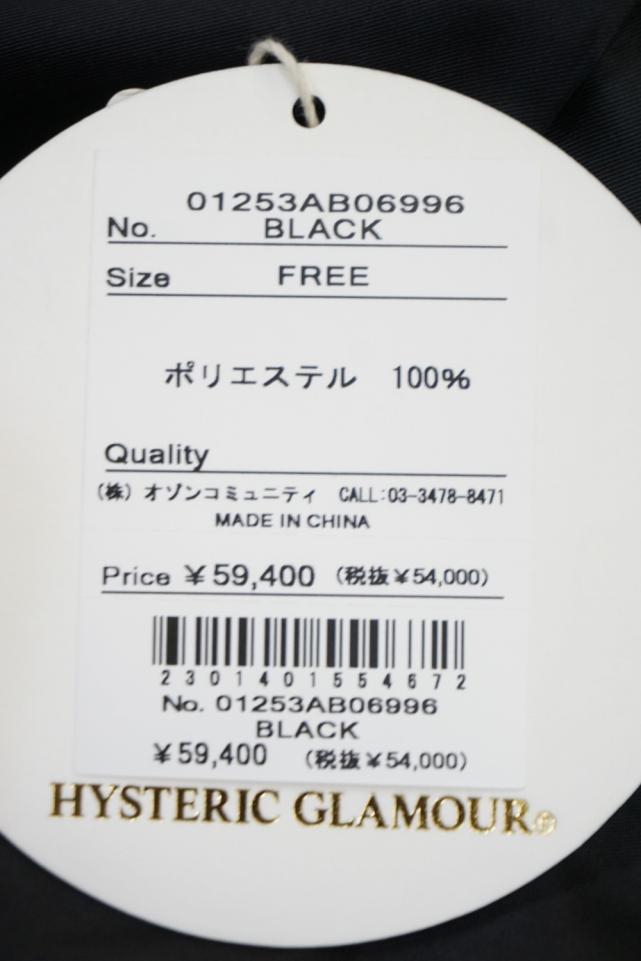 01253AB06996
No. BLACK
Size FREE
ポリエステル 100%
Quality
(株) オゾンコミュニティ CALL:03-3478-8471
MADE IN CHINA
Price ¥59,400 (税抜¥54,000)
2301401554672
No. 01253AB06996
BLACK
¥59,400 (税抜¥54,000)
HYSTERIC GLAMOUR®